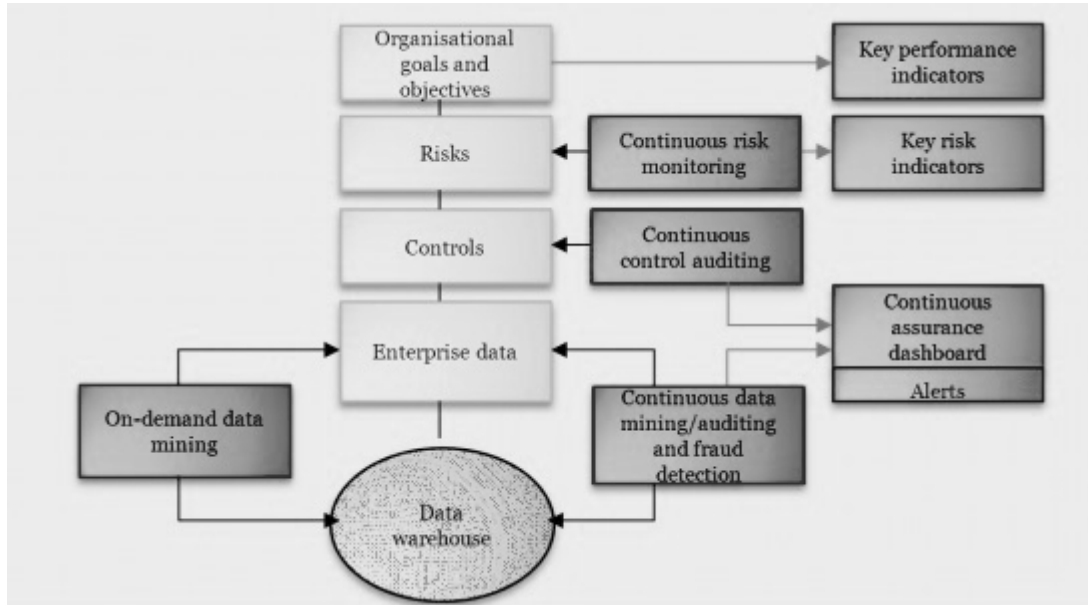 Organisational
goals and
objectives
Key performance
indicators
Risks
Continuous risk
monitoring
Key risk
indicators
Controls
Continuous
control auditing
Continuous
assurance
dashboard
Alerts
Enterprise data
On-demand data
mining
Continuous data
mining/auditing
and fraud
detection
Data
warehouse